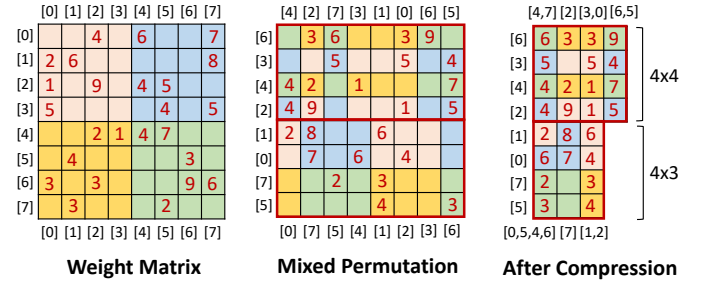 [0] [1] [2] [3] [4] [5] [6] [7]
[0] 4 6 7
[1] 2 6 8
[2] 1 9 4 5
[3] 5 4 5
[4] 2 1 4 7
[5] 4 3
[6] 3 3 9 6
[7] 3 2
[0] [1] [2] [3] [4] [5] [6] [7]
Weight Matrix
[4] [7] [2] [3] [1] [0] [6] [5]
[6] 3 6 3 9
[3] 5 5 4
[4] 4 2 1 7
[2] 4 9 1 5
[1] 2 8 6
[0] 7 6 4
[7] 2 3
[5] 4 3
[0] [7] [5] [4] [1] [2] [3] [6]
Mixed Permutation
[4,7] [2] [3,0] [6,5]
[6] 6 3 3 9
[3] 5 5 4
[4] 4 2 1 7
[2] 4 9 1 5
4x4
[1] 2 8 6
[0] 6 7 4
[7] 2 3
[5] 3 4
4x3
[0,5,4,6] [7] [1,2]
After Compression